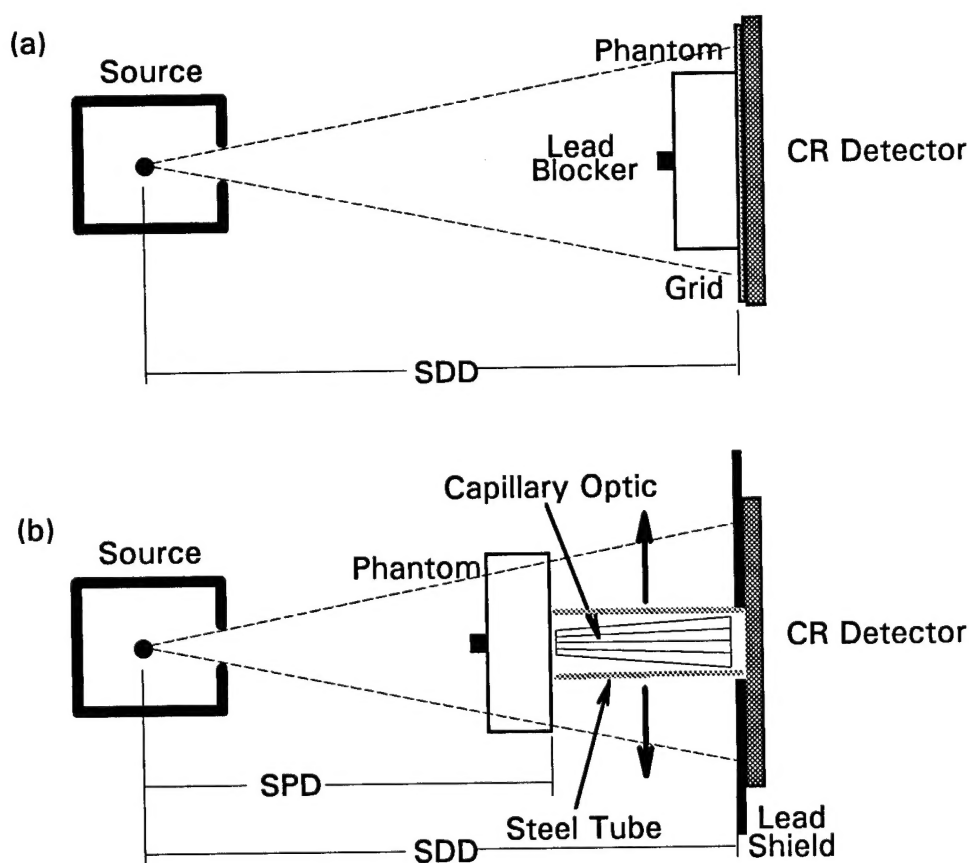 (a)
Source
Phantom
Lead
Blocker
CR Detector
Grid
SDD
(b)
Source
Capillary Optic
Phantom
CR Detector
SPD
Steel Tube
Lead
Shield
SDD